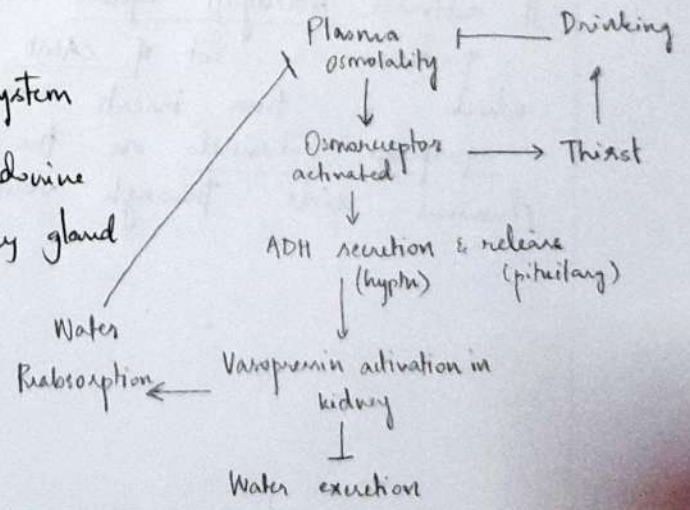 Plasma
osmolality
Drinking
ystem
Osmoreceptor
activated
Thirst
docrine
y gland
ADH secretion & release
(hypth)
(pituitary)
Water
Reabsorption
Vasopressin activation in
kidney
Water excretion